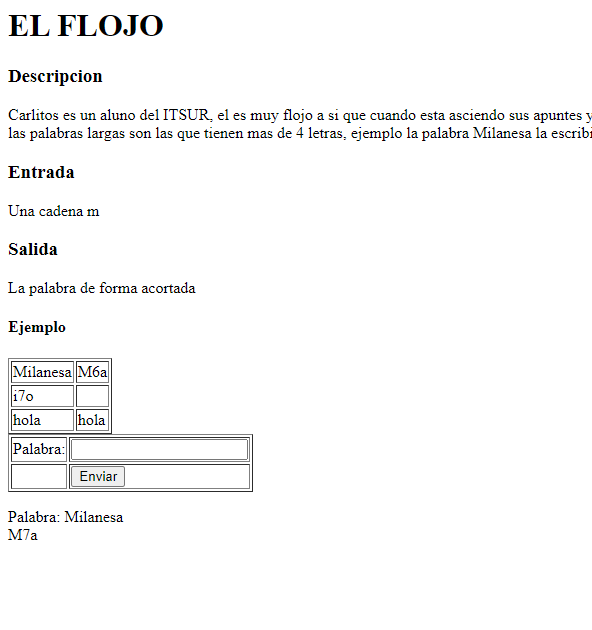 EL FLOJO
Descripcion
Carlitos es un aluno del ITSUR, el es muy flojo a si que cuando esta asciendo sus apuntes y
las palabras largas son las que tienen mas de 4 letras, ejemplo la palabra Milanesa la escribi
Entrada
Una cadena m
Salida
La palabra de forma acortada
Ejemplo
Milanesa M6a
i7o
hola hola
Palabra:
Enviar
Palabra: Milanesa
M7a